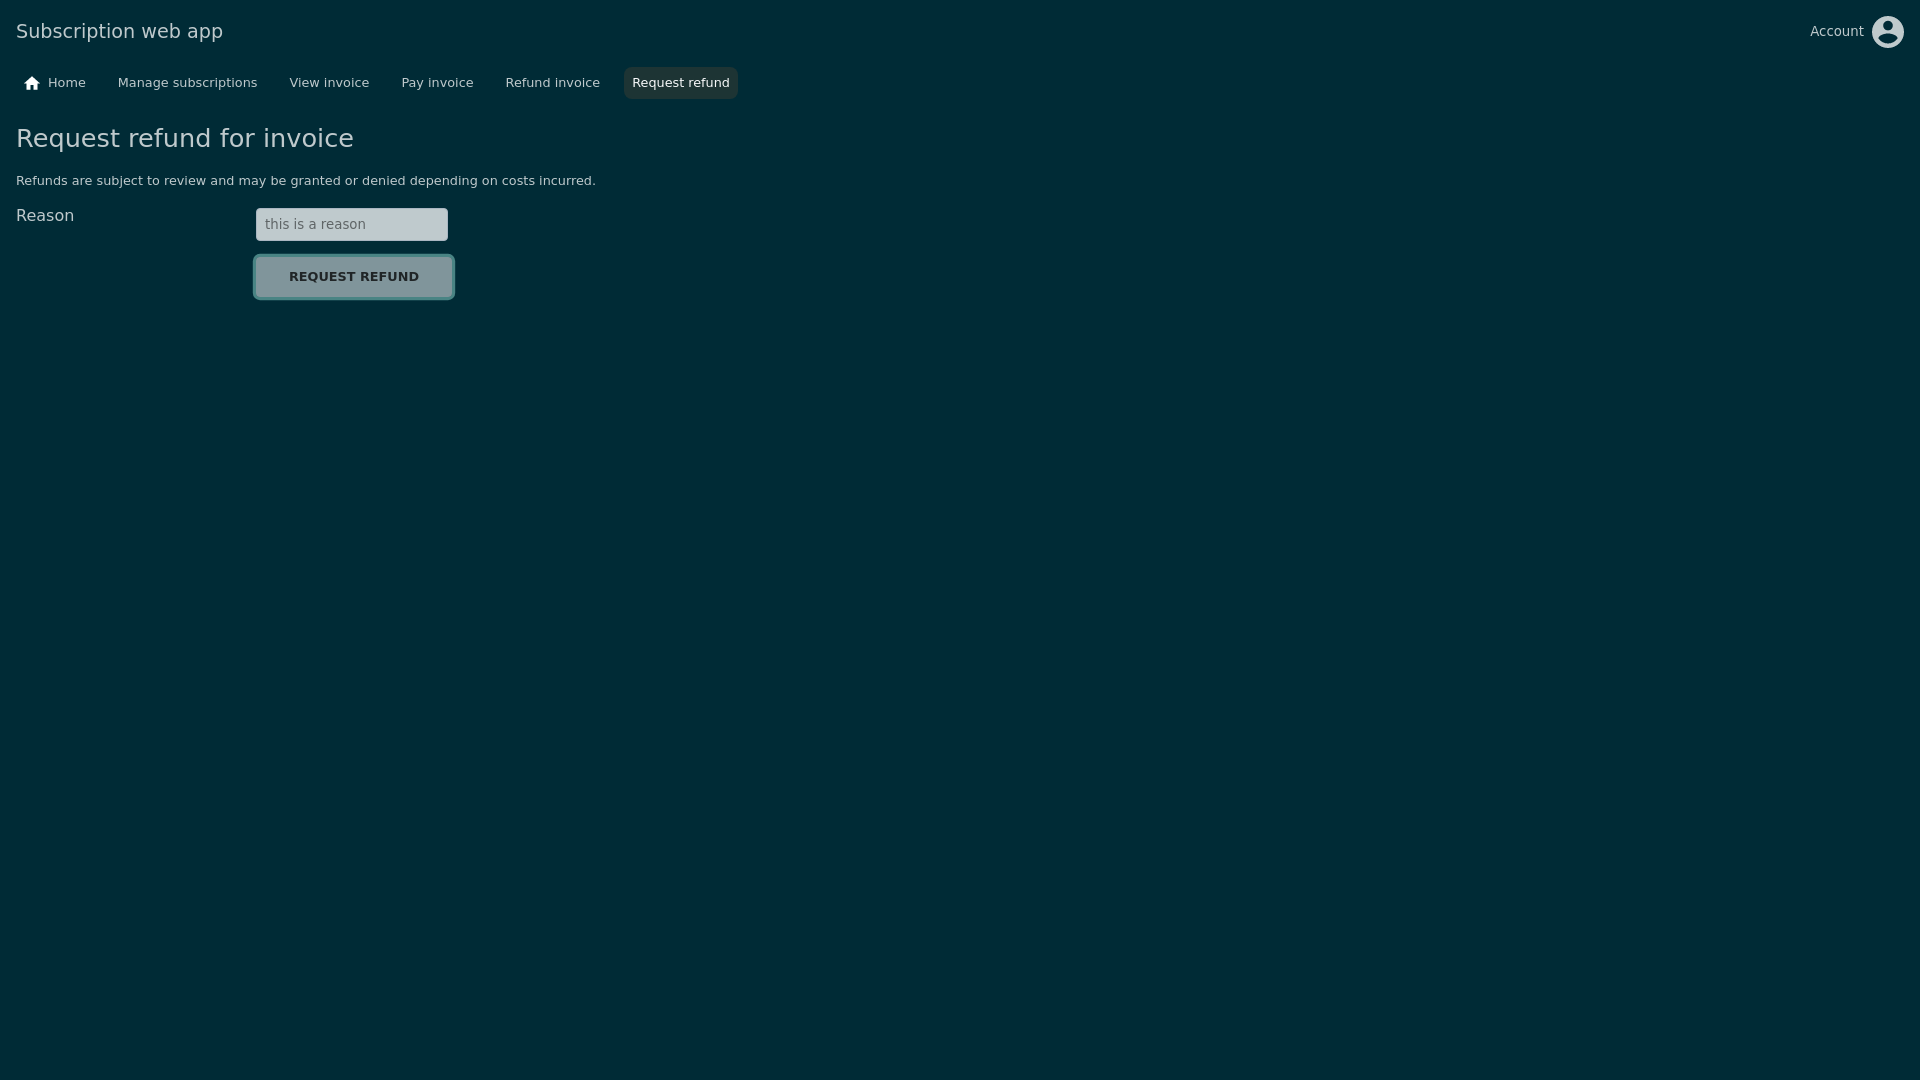 Subscription web app
Account
Home
Manage subscriptions
View invoice
Pay invoice
Refund invoice
Request refund
Request refund for invoice
Refunds are subject to review and may be granted or denied depending on costs incurred.
Reason
this is a reason
REQUEST REFUND